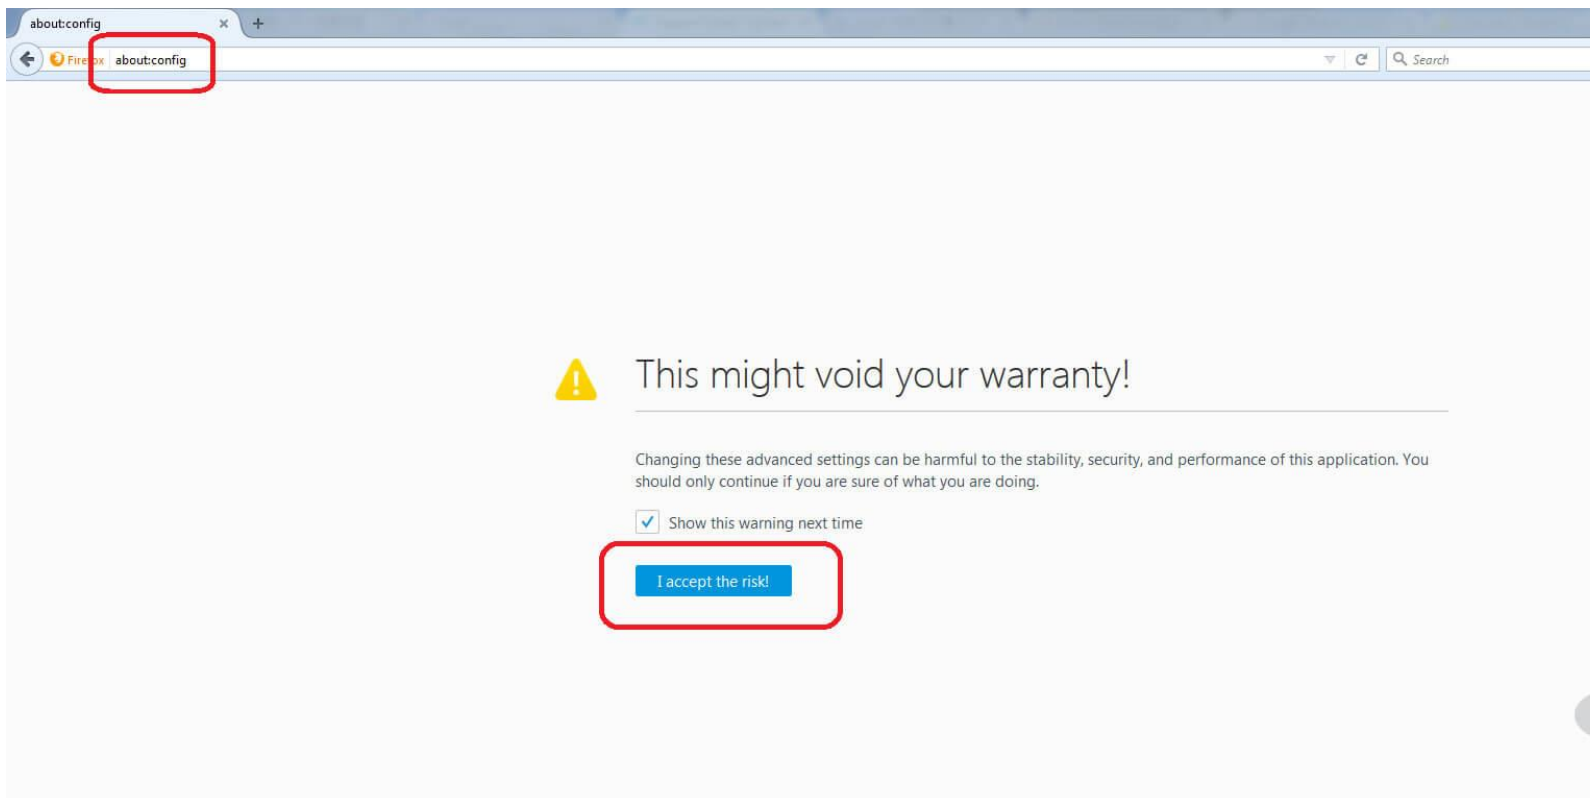 about:config
Firefox about:config
Search
This might void your warranty!
Changing these advanced settings can be harmful to the stability, security, and performance of this application. You
should only continue if you are sure of what you are doing.
Show this warning next time
I accept the risk!